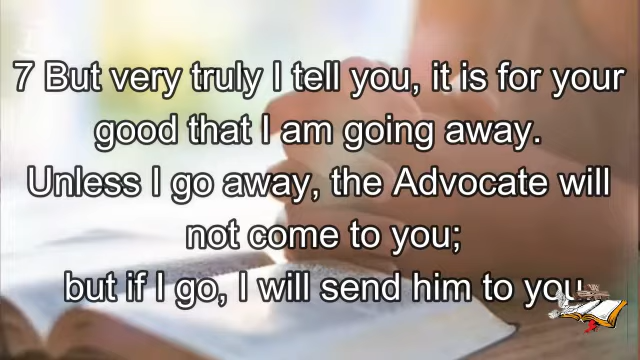 7 But very truly I tell you, it is for your
good that I am going away.
Unless I go away, the Advocate will
not come to you;
but if I go, I will send him to you